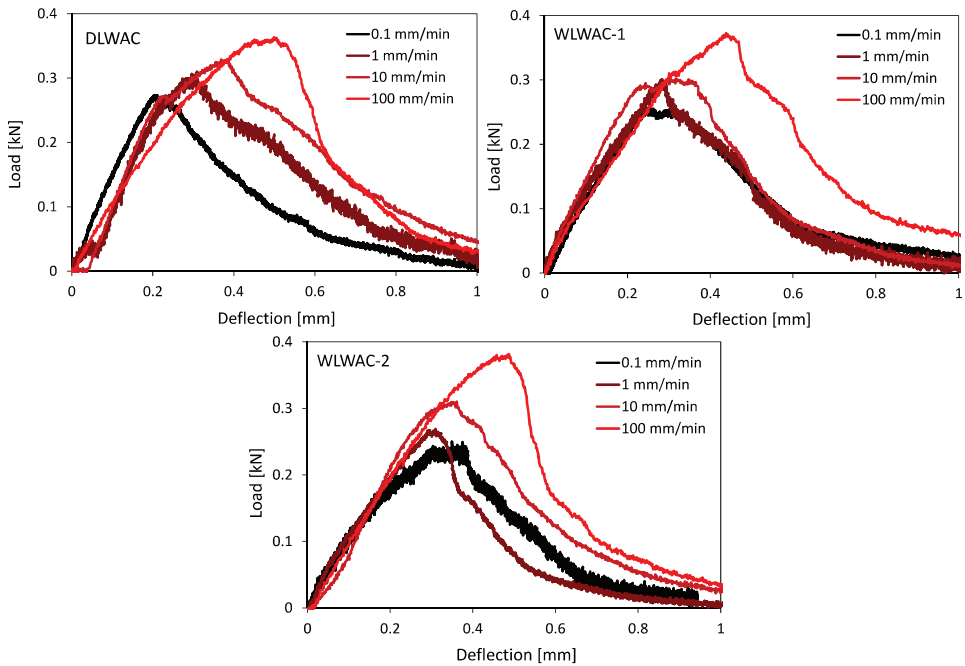 DLWAC
0.1 mm/min
1 mm/min
10 mm/min
100 mm/min
Load [kN]
0.4
0.3
0.2
0.1
0
0
0.2
0.4
0.6
0.8
1
Deflection [mm]
WLWAC-1
0.1 mm/min
1 mm/min
10 mm/min
100 mm/min
Load [kN]
0.4
0.3
0.2
0.1
0
0
0.2
0.4
0.6
0.8
1
Deflection [mm]
WLWAC-2
0.1 mm/min
1 mm/min
10 mm/min
100 mm/min
Load [kN]
0.4
0.3
0.2
0.1
0
0
0.2
0.4
0.6
0.8
1
Deflection [mm]